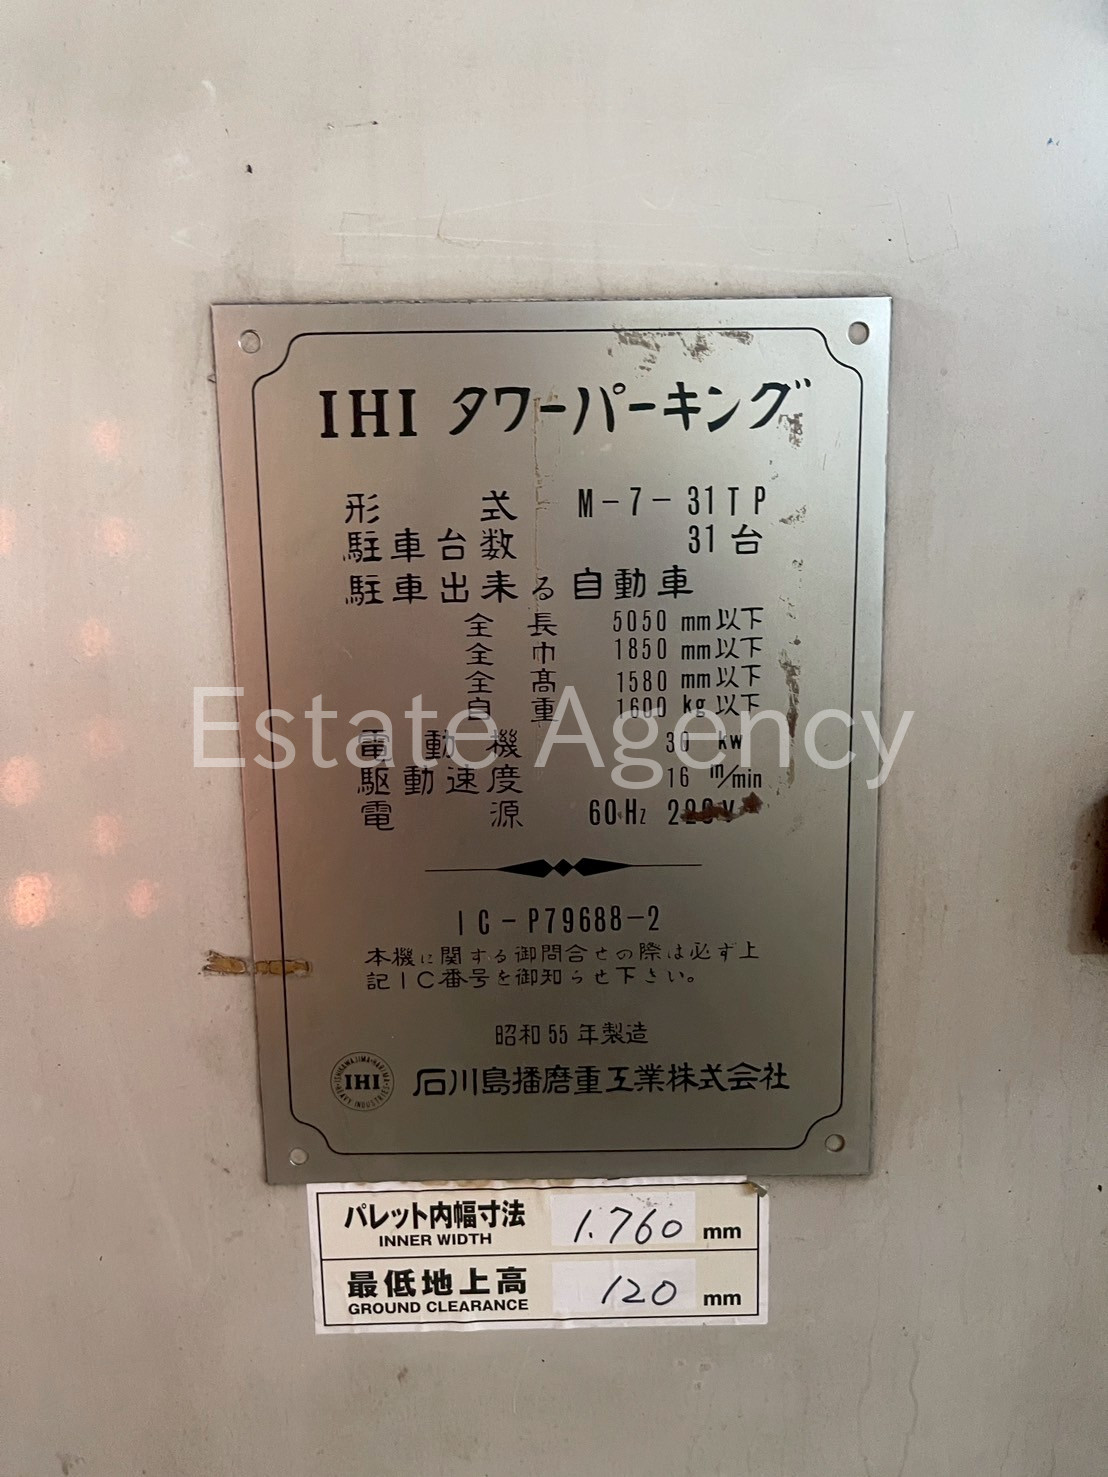 IHI タワーパーキング
形式 M-7-31TP
駐車台数 31台
駐車出来る自動車
全長 5050 mm以下
全巾 1850 mm以下
全高 1580 mm以下
自重 1600 kg以下
Estate Agency
電動機 30 kw
駆動速度 16 m/min
電源 60Hz 220V
IC-P79688-2
本機に関する御問合せの際は必ず上
記IC番号を御知らせ下さい。
昭和55年製造
ISHIKAWAJIMA-HARIMA HEAVY INDUSTRIES
IHI 石川島播磨重工業株式会社
パレット内幅寸法 1.760 mm
INNER WIDTH
最低地上高 120 mm
GROUND CLEARANCE